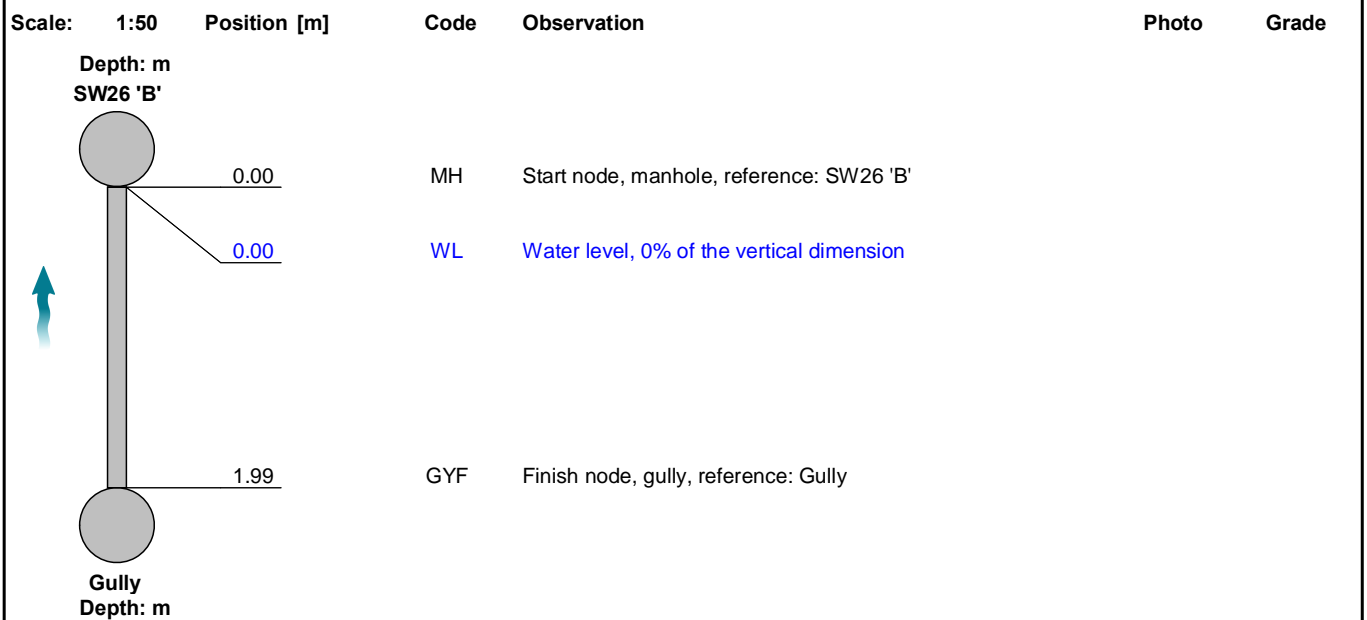 Scale: 1:50 Position [m] Code Observation Photo Grade
Depth: m
SW26 'B'
0.00 MH Start node, manhole, reference: SW26 'B'
0.00 WL Water level, 0% of the vertical dimension
1.99 GYF Finish node, gully, reference: Gully
Gully
Depth: m